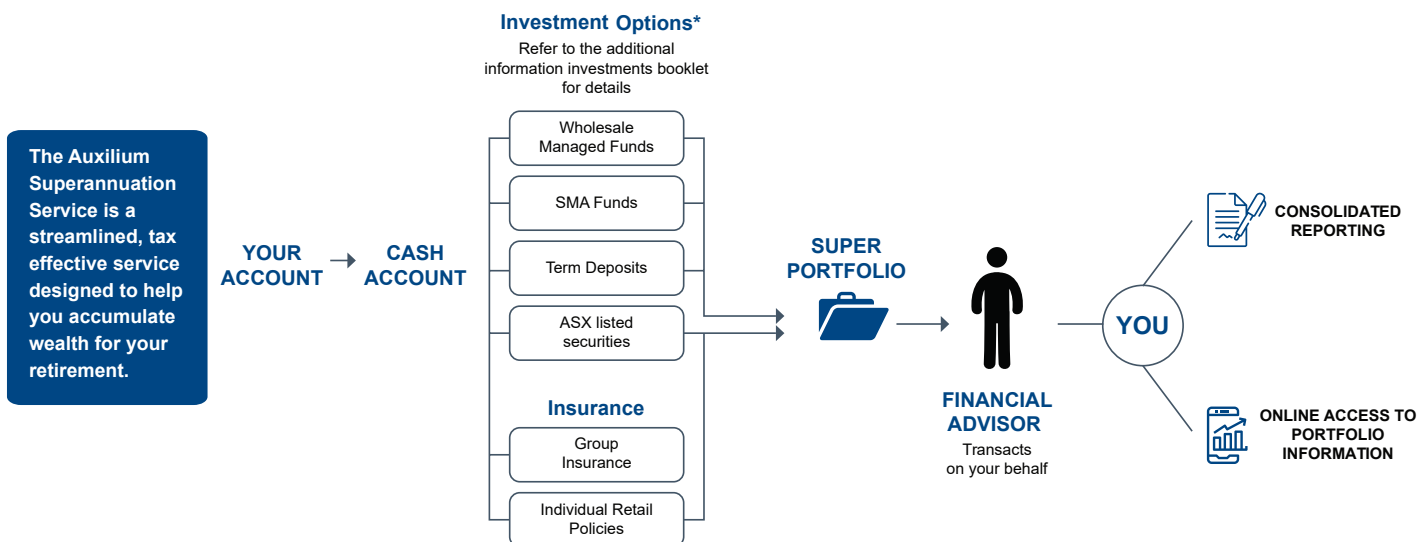 The Auxilium
Superannuation
Service is a
streamlined, tax
effective service
designed to help
you accumulate
wealth for your
retirement.
YOUR
ACCOUNT
CASH
ACCOUNT
Investment Options*
Refer to the additional
information investments booklet
for details
Wholesale
Managed Funds
SMA Funds
Term Deposits
ASX listed
securities
Insurance
Group
Insurance
Individual Retail
Policies
SUPER
PORTFOLIO
FINANCIAL
ADVISOR
Transacts
on your behalf
YOU
CONSOLIDATED
REPORTING
ONLINE ACCESS TO
PORTFOLIO
INFORMATION